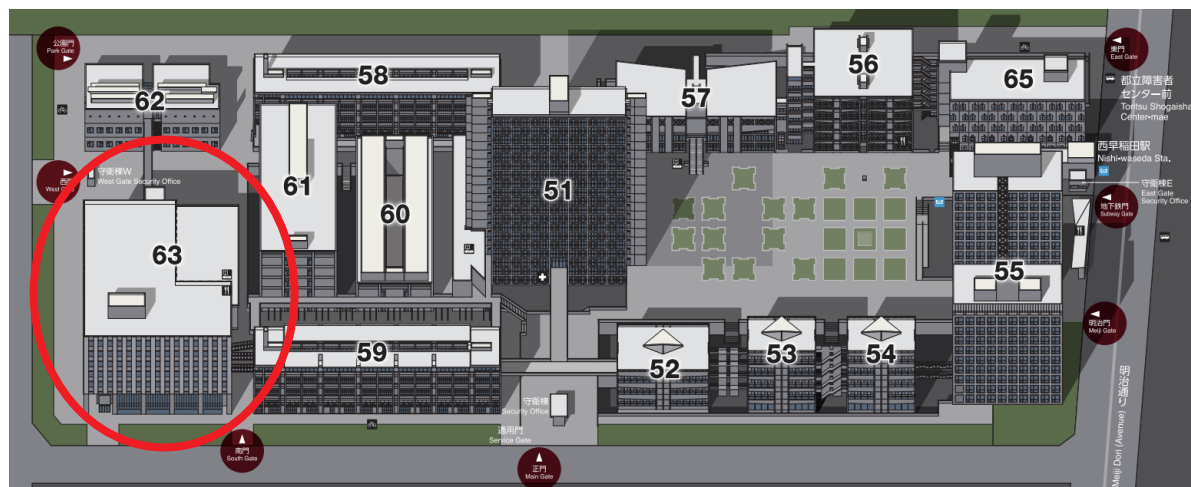 公園門
Park Gate
58
56
東門
East Gate
62
57
65
都立障害者
センター前
Toritsu Shogaisha
Center-mae
西早稲田駅
Nishi-waseda Sta.
守衛棟W
West Gate Security Office
61
51
守衛棟E
East Gate
Security Office
60
地下鉄門
Subway Gate
63
55
明治門
Meiji Gate
59
52
53
54
明治通り
Meiji Dori (Avenue)
守衛棟
Security Office
通用門
Service Gate
南門
South Gate
正門
Main Gate